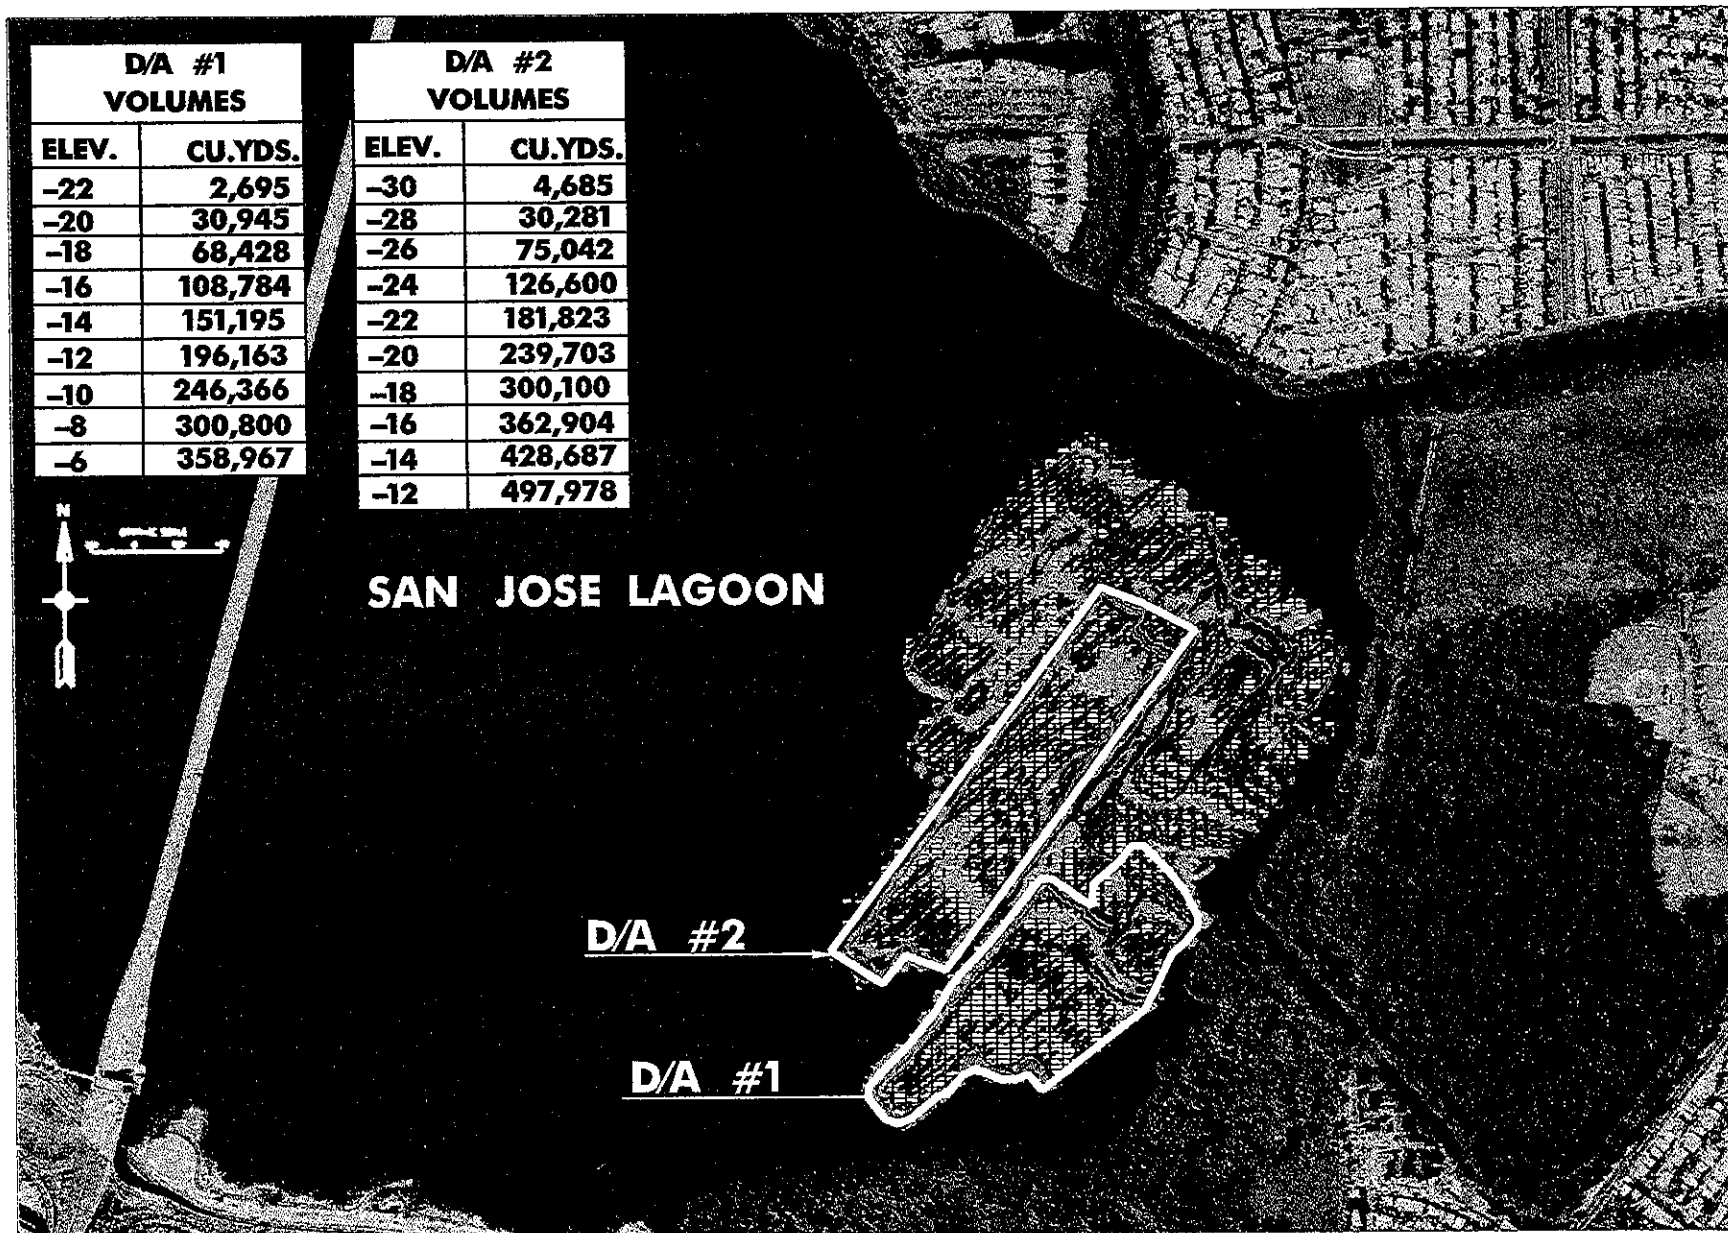 D/A #1
VOLUMES
ELEV. CU.YDS.
-22 2,695
-20 30,945
-18 68,428
-16 108,784
-14 151,195
-12 196,163
-10 246,366
-8 300,800
-6 358,967
D/A #2
VOLUMES
ELEV. CU.YDS.
-30 4,685
-28 30,281
-26 75,042
-24 126,600
-22 181,823
-20 239,703
-18 300,100
-16 362,904
-14 428,687
-12 497,978
N
SAN JOSE LAGOON
D/A #2
D/A #1